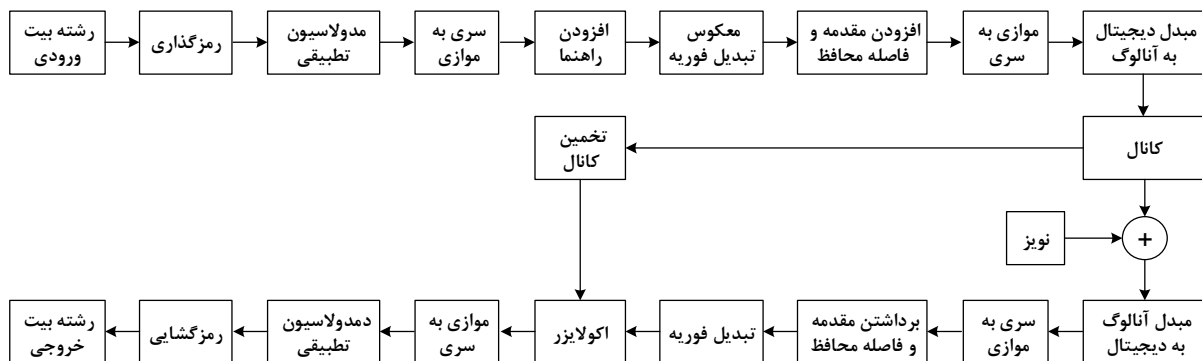 رشته بیت
ورودی
رمزگذاری
مدولاسیون
تطبیقی
سری به
موازی
افزودن
راهنما
معکوس
تبدیل فوریه
افزودن مقدمه و
فاصله محافظ
موازی به
سری
مبدل دیجیتال
به آنالوگ
تخمین
کانال
کانال
نویز
+
رشته بیت
خروجی
رمزگشایی
دمدولاسیون
تطبیقی
موازی به
سری
اکولایزر
تبدیل فوریه
برداشتن مقدمه
و فاصله محافظ
سری به
موازی
مبدل آنالوگ
به دیجیتال